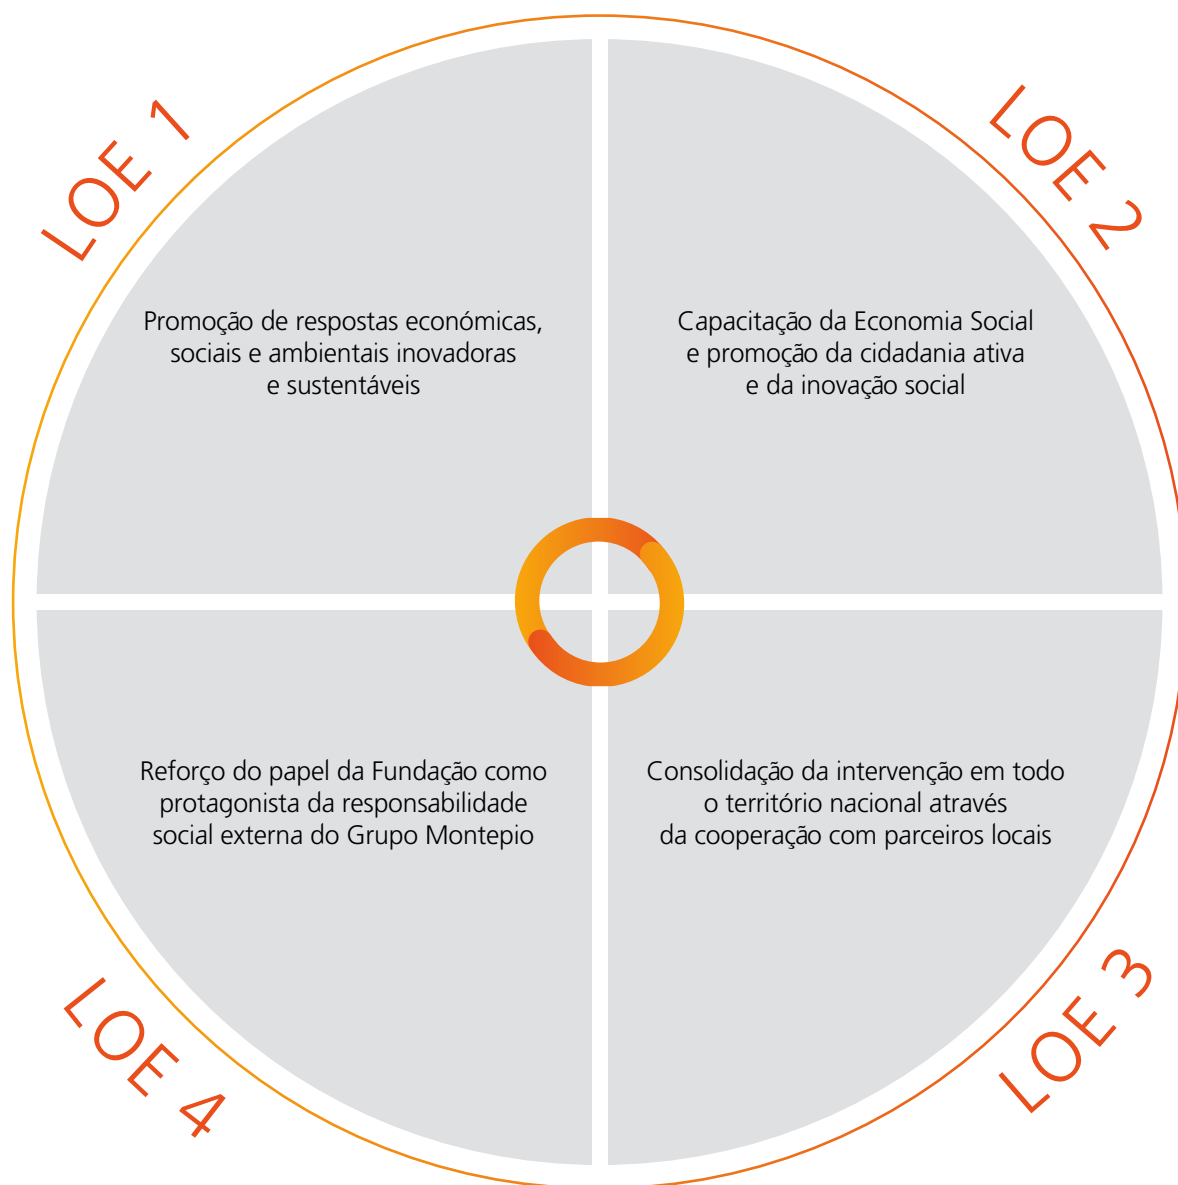 LOE 1
Promoção de respostas económicas,
sociais e ambientais inovadoras
e sustentáveis
LOE 2
Capacitação da Economia Social
e promoção da cidadania ativa
e da inovação social
LOE 3
Consolidação da intervenção em todo
o território nacional através
da cooperação com parceiros locais
LOE 4
Reforço do papel da Fundação como
protagonista da responsabilidade
social externa do Grupo Montepio